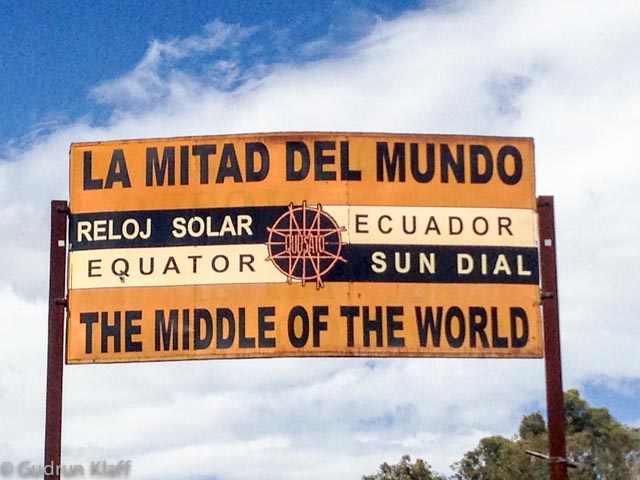 LA MITAD DEL MUNDO
RELOJ SOLAR ECUADOR
QUITSATO
EQUATOR SUN DIAL
THE MIDDLE OF THE WORLD
© Gudrun Klaff